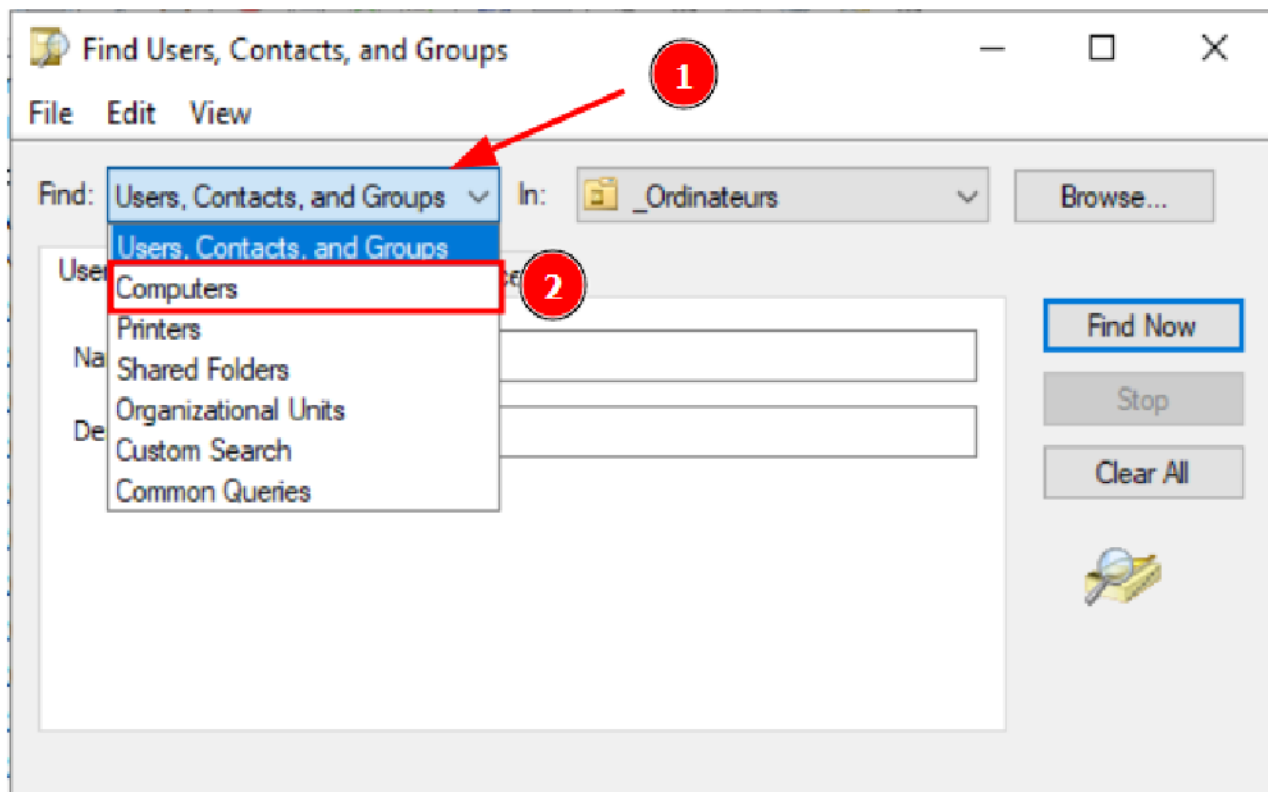 Find Users, Contacts, and Groups
1
File Edit View
Find: Users, Contacts, and Groups In: _Ordinateurs Browse...
Users, Contacts, and Groups
Computers
2
Printers
Shared Folders
Organizational Units
Custom Search
Common Queries
Find Now
Stop
Clear All